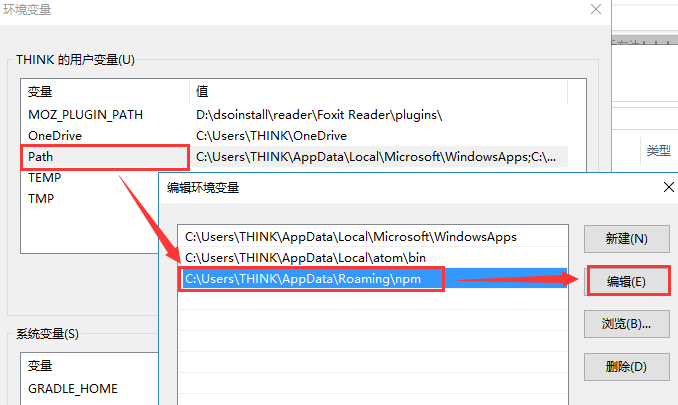 环境变量
THINK 的用户变量(U)
变量 值
MOZ_PLUGIN_PATH D:\dsoinstall\reader\Foxit Reader\plugins\
OneDrive C:\Users\THINK\OneDrive
Path C:\Users\THINK\AppData\Local\Microsoft\WindowsApps;C:\...
类型
TEMP
TMP
编辑环境变量
C:\Users\THINK\AppData\Local\Microsoft\WindowsApps
C:\Users\THINK\AppData\Local\atom\bin
C:\Users\THINK\AppData\Roaming\npm
新建(N)
编辑(E)
浏览(B)...
删除(D)
系统变量(S)
变量
GRADLE_HOME